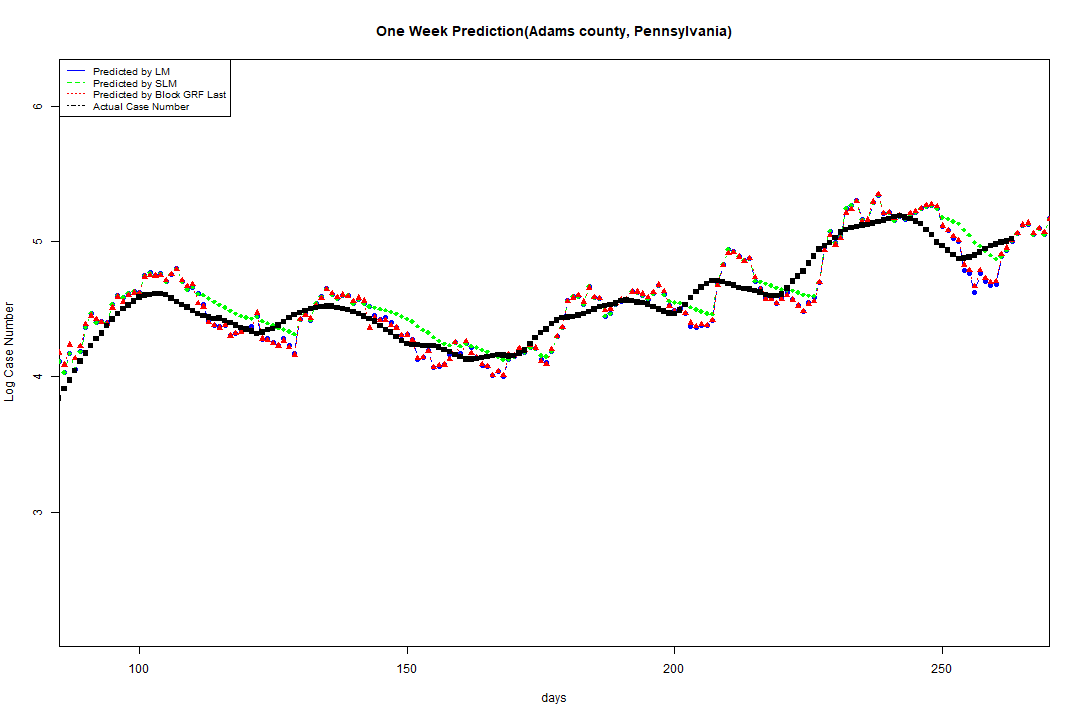 One Week Prediction(Adams county, Pennsylvania)
Predicted by LM
Predicted by SLM
Predicted by Block GRF Last
Actual Case Number
6
5
4
3
Log Case Number
100 150 200 250
days